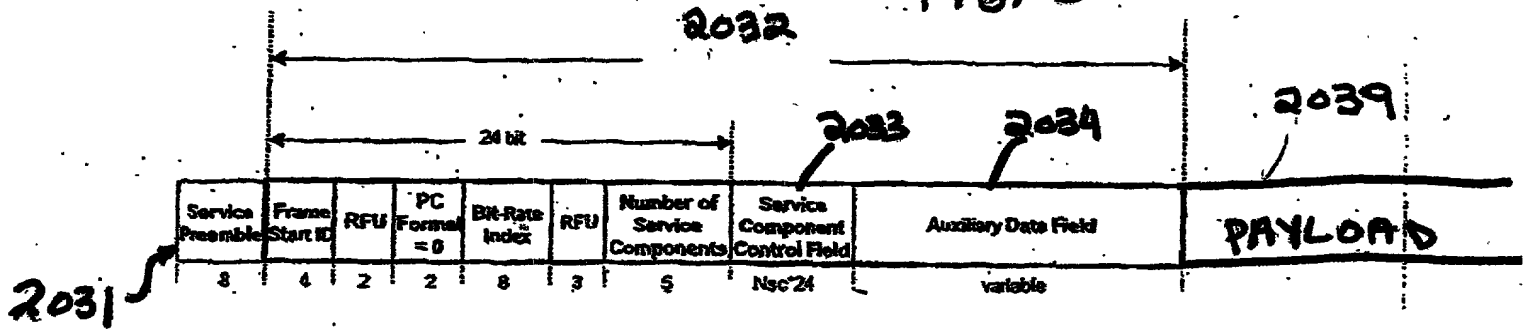 2032
24 bit
2033
2034
2039
Service Preamble
Frame Start ID
RFU
PC Format = 0
Bit-Rate Index
RFU
Number of Service Components
Service Component Control Field
Auxiliary Data Field
PAYLOAD
8
4
2
2
8
3
5
Nsc*24
variable
2031